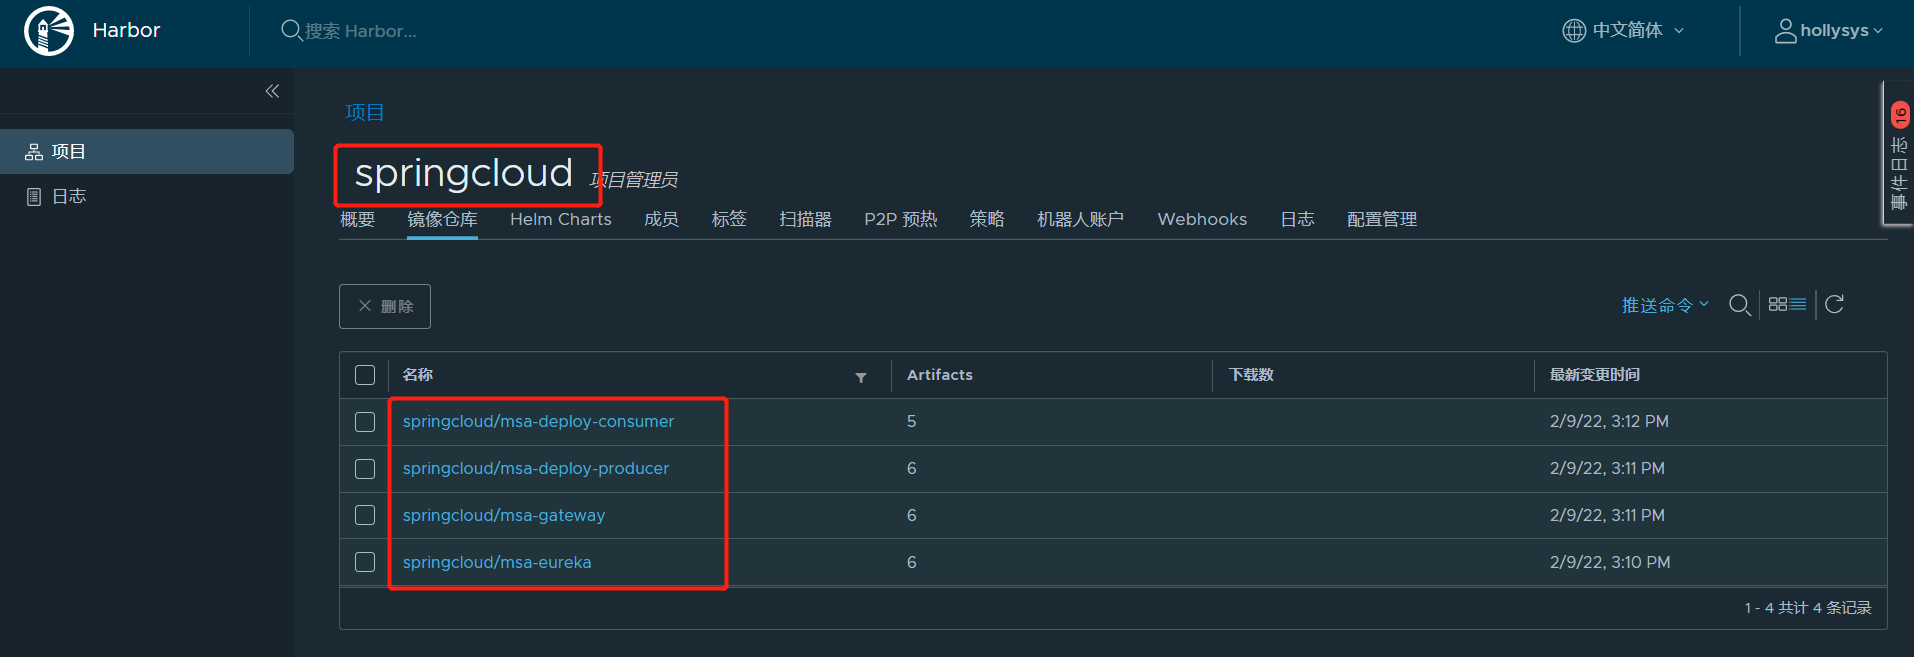 Harbor
搜索 Harbor...
中文简体
hollysys
项目
日志
项目
springcloud 项目管理员
概要 镜像仓库 Helm Charts 成员 标签 扫描器 P2P 预热 策略 机器人账户 Webhooks 日志 配置管理
16
事件日志
删除
推送命令
名称 Artifacts 下载数 最新变更时间
springcloud/msa-deploy-consumer 5 2/9/22, 3:12 PM
springcloud/msa-deploy-producer 6 2/9/22, 3:11 PM
springcloud/msa-gateway 6 2/9/22, 3:11 PM
springcloud/msa-eureka 6 2/9/22, 3:10 PM
1 - 4 共计 4 条记录